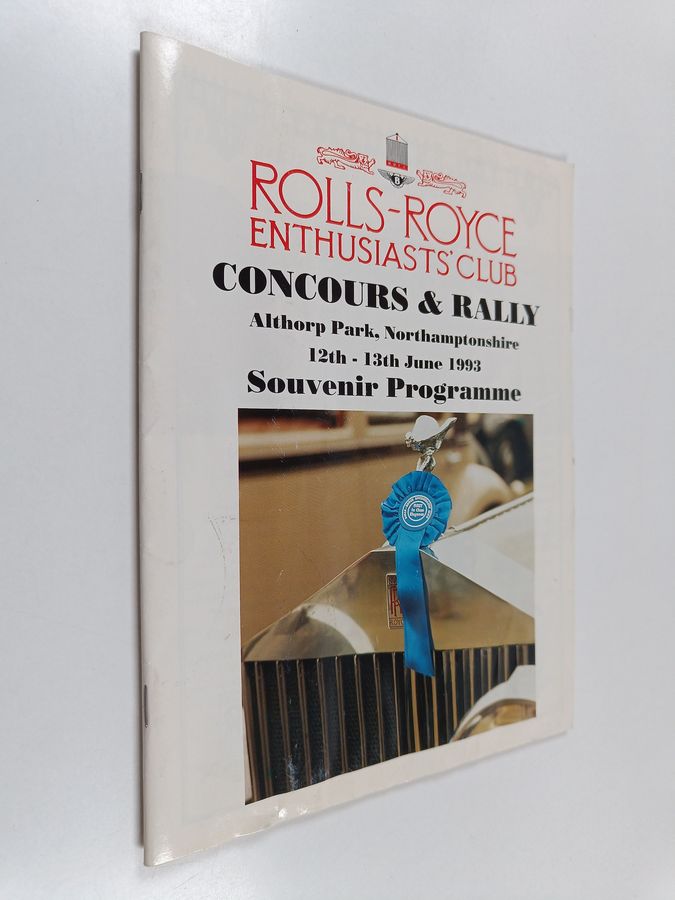 ROLLS-ROYCE
ENTHUSIASTS' CLUB
CONCOURS & RALLY
Althorp Park, Northamptonshire
12th - 13th June 1993
Souvenir Programme